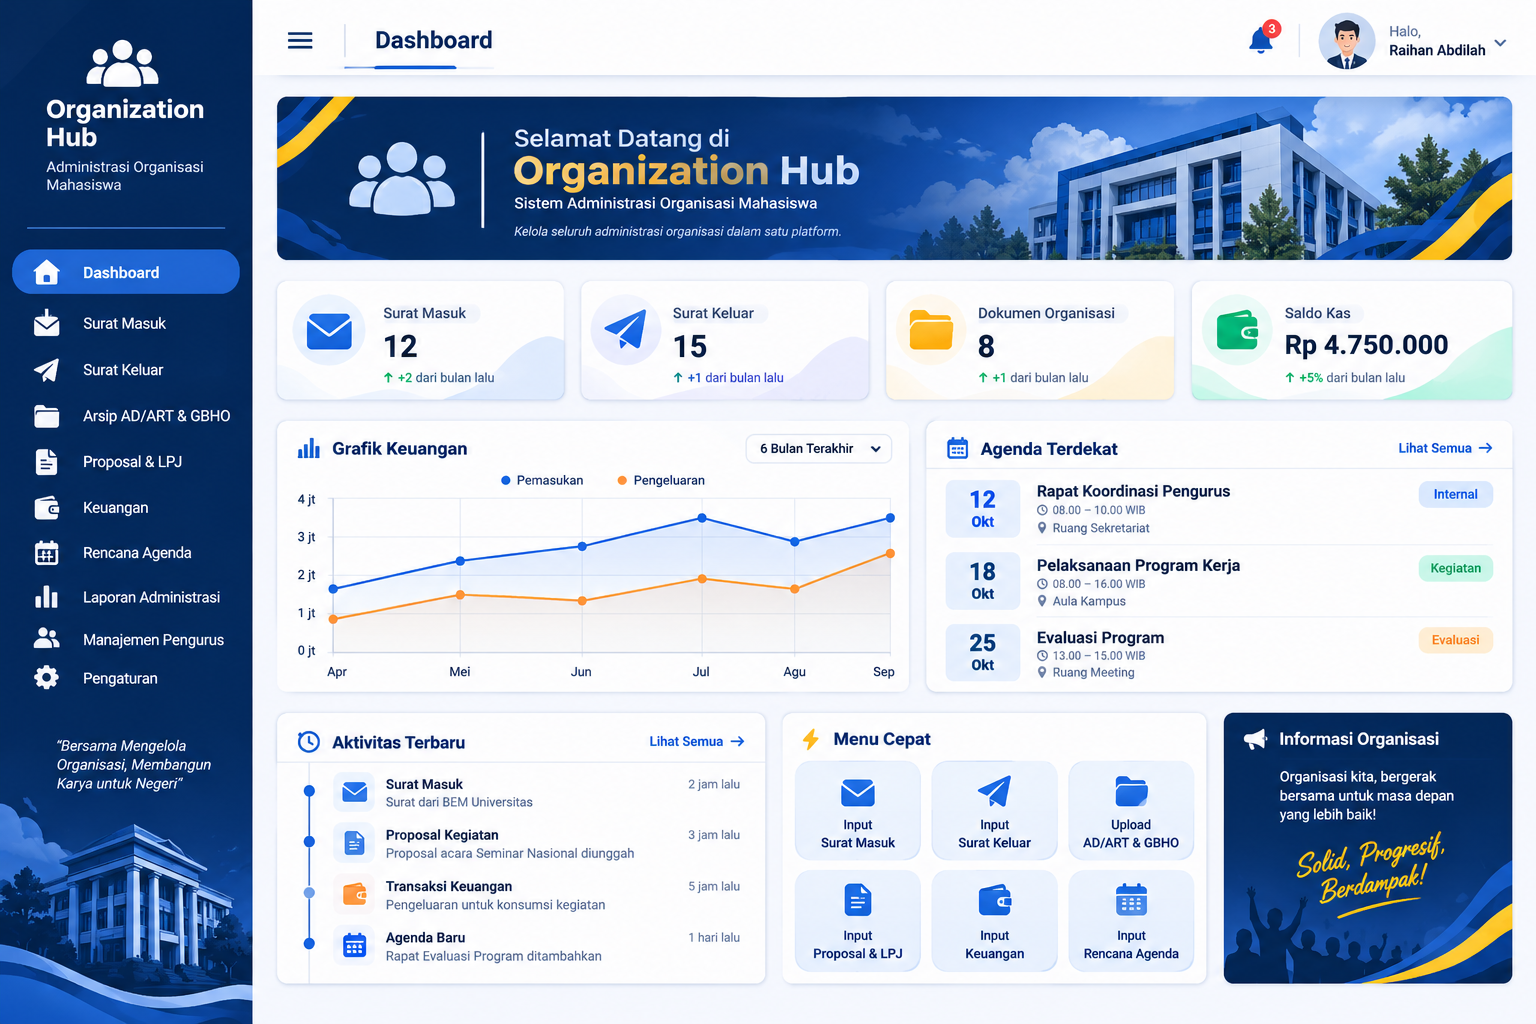 Organization
Hub
Administrasi Organisasi
Mahasiswa
Dashboard
Surat Masuk
Surat Keluar
Arsip AD/ART & GBHO
Proposal & LPJ
Keuangan
Rencana Agenda
Laporan Administrasi
Manajemen Pengurus
Pengaturan
"Bersama Mengelola
Organisasi, Membangun
Karya untuk Negeri"
Dashboard
3
Halo,
Raihan Abdilah
Selamat Datang di
Organization Hub
Sistem Administrasi Organisasi Mahasiswa
Kelola seluruh administrasi organisasi dalam satu platform.
Surat Masuk
12
↑ +2 dari bulan lalu
Surat Keluar
15
↑ +1 dari bulan lalu
Dokumen Organisasi
8
↑ +1 dari bulan lalu
Saldo Kas
Rp 4.750.000
↑ +5% dari bulan lalu
Grafik Keuangan
6 Bulan Terakhir
Pemasukan
Pengeluaran
4 jt
3 jt
2 jt
1 jt
0 jt
Apr
Mei
Jun
Jul
Agu
Sep
Agenda Terdekat
Lihat Semua →
12
Okt
Rapat Koordinasi Pengurus
08.00 – 10.00 WIB
Ruang Sekretariat
Internal
18
Okt
Pelaksanaan Program Kerja
08.00 – 16.00 WIB
Aula Kampus
Kegiatan
25
Okt
Evaluasi Program
13.00 – 15.00 WIB
Ruang Meeting
Evaluasi
Aktivitas Terbaru
Lihat Semua →
Surat Masuk
2 jam lalu
Surat dari BEM Universitas
Proposal Kegiatan
3 jam lalu
Proposal acara Seminar Nasional diunggah
Transaksi Keuangan
5 jam lalu
Pengeluaran untuk konsumsi kegiatan
Agenda Baru
1 hari lalu
Rapat Evaluasi Program ditambahkan
Menu Cepat
Input
Surat Masuk
Input
Surat Keluar
Upload
AD/ART & GBHO
Input
Proposal & LPJ
Input
Keuangan
Input
Rencana Agenda
Informasi Organisasi
Organisasi kita, bergerak
bersama untuk masa depan
yang lebih baik!
Solid, Progresif,
Berdampak!